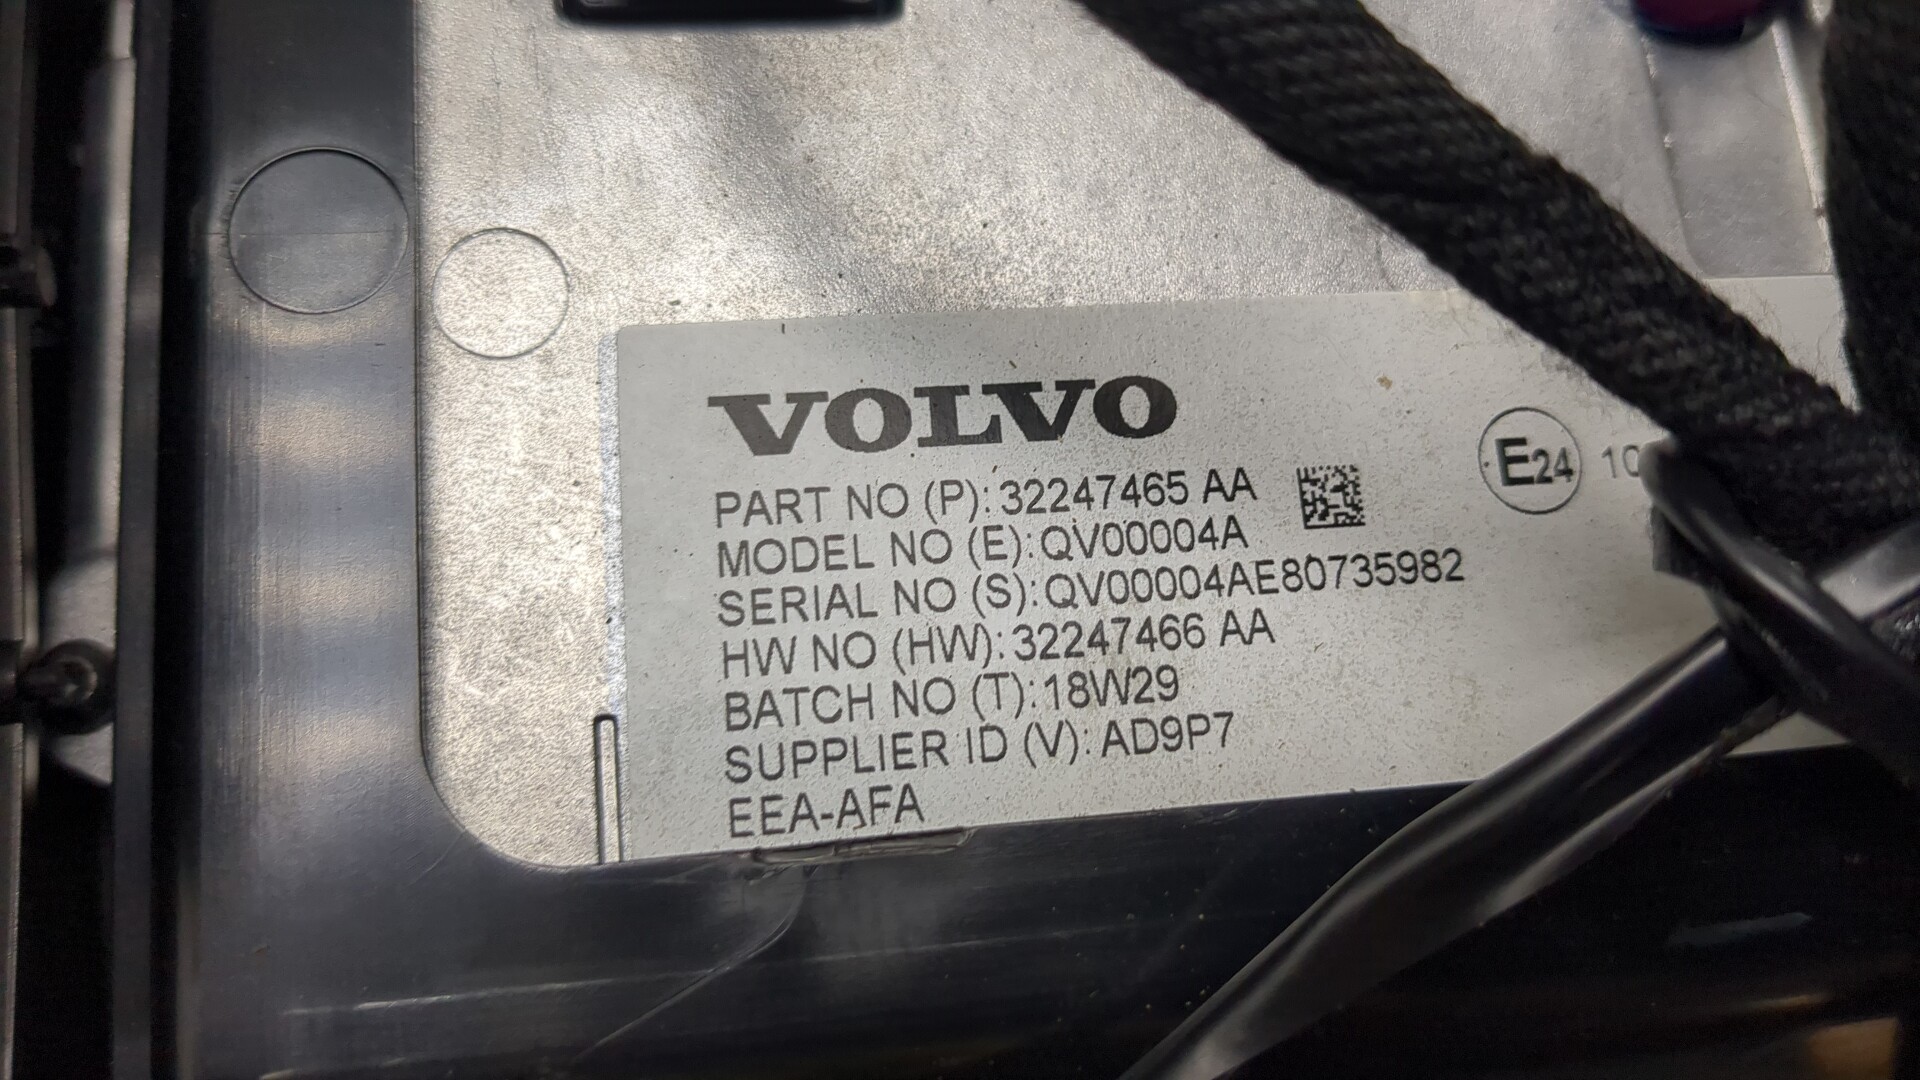 VOLVO
PART NO (P): 32247465 AA
MODEL NO (E): QV00004A
SERIAL NO (S): QV00004AE80735982
HW NO (HW): 32247466 AA
BATCH NO (T): 18W29
SUPPLIER ID (V): AD9P7
EEA-AFA
E24